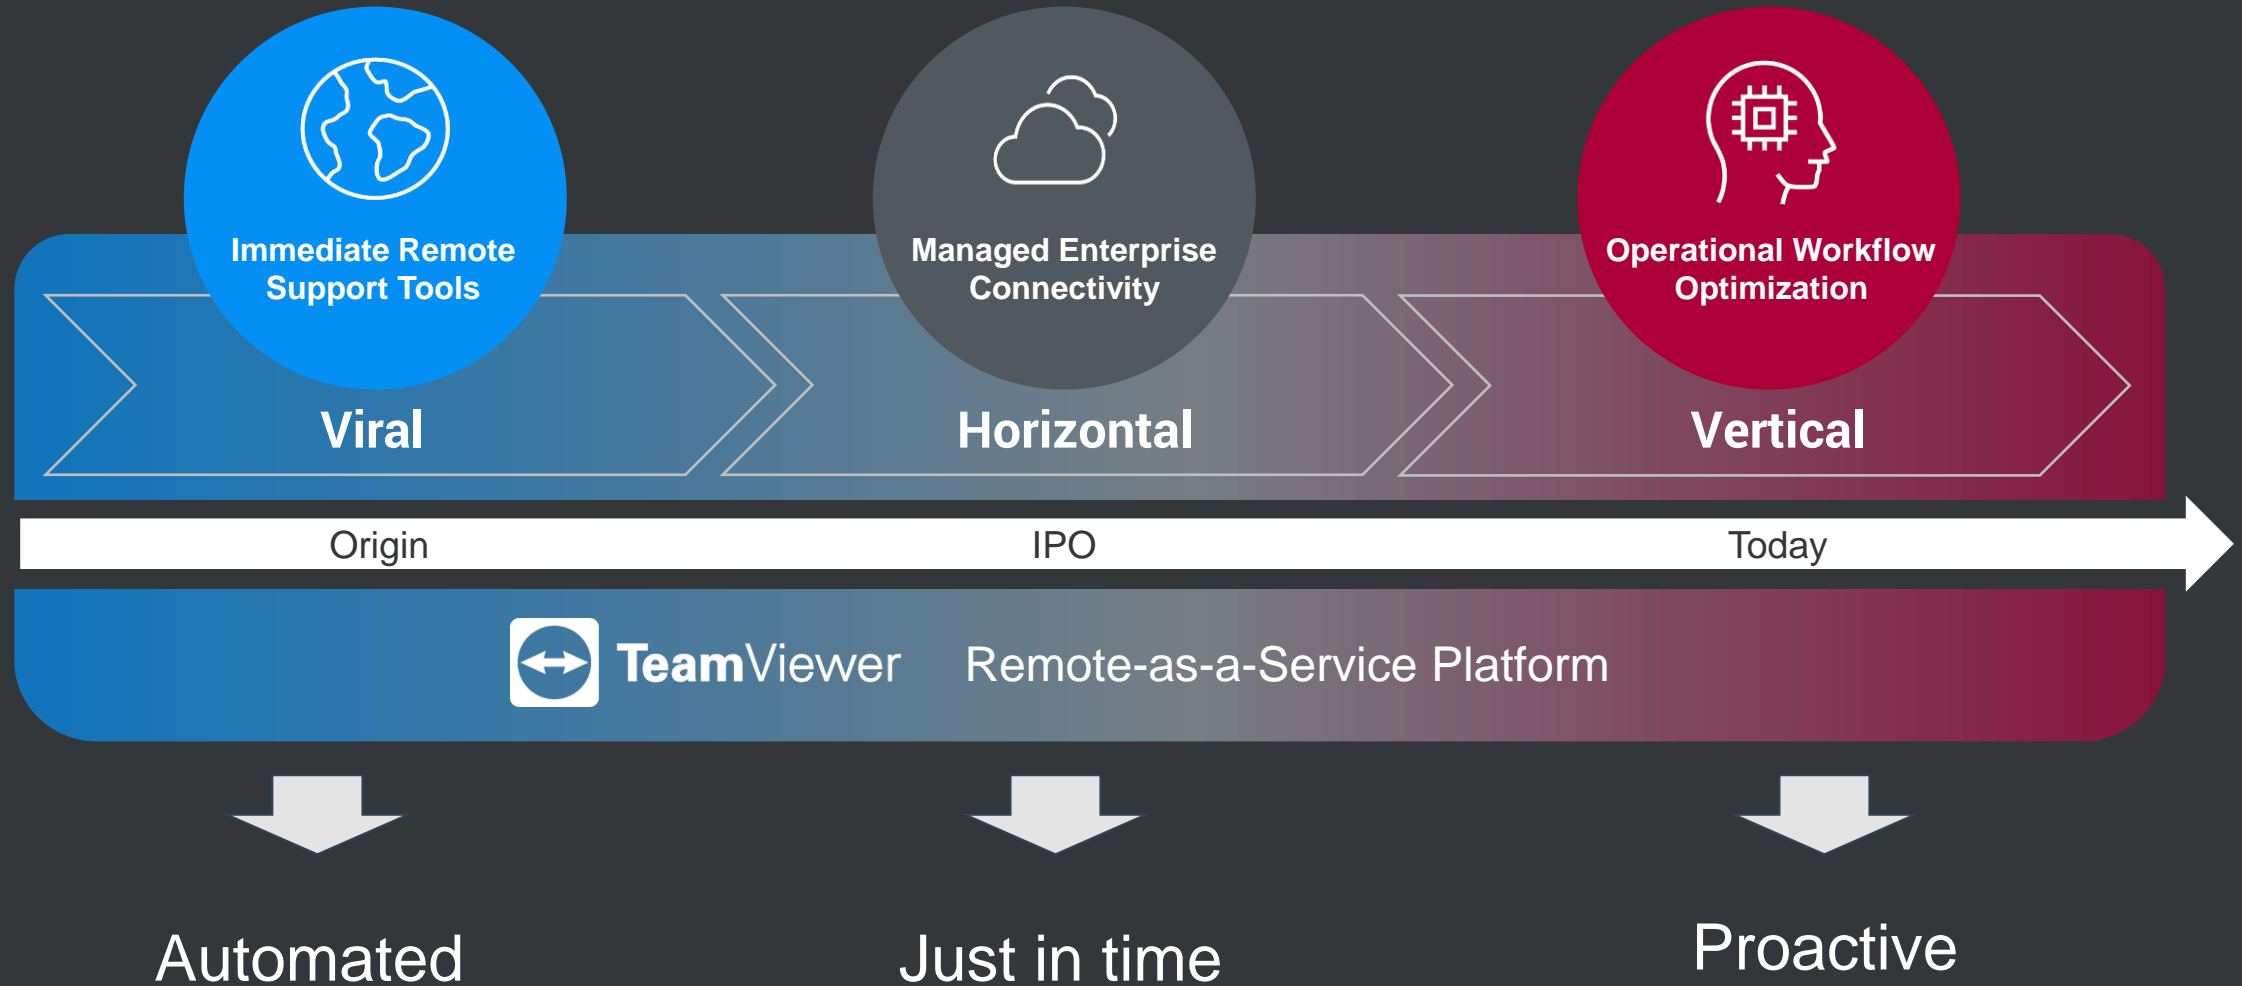 Immediate Remote
Support Tools
Managed Enterprise
Connectivity
Operational Workflow
Optimization
Viral
Horizontal
Vertical
Origin
IPO
Today
TeamViewer
Remote-as-a-Service Platform
Automated
Just in time
Proactive